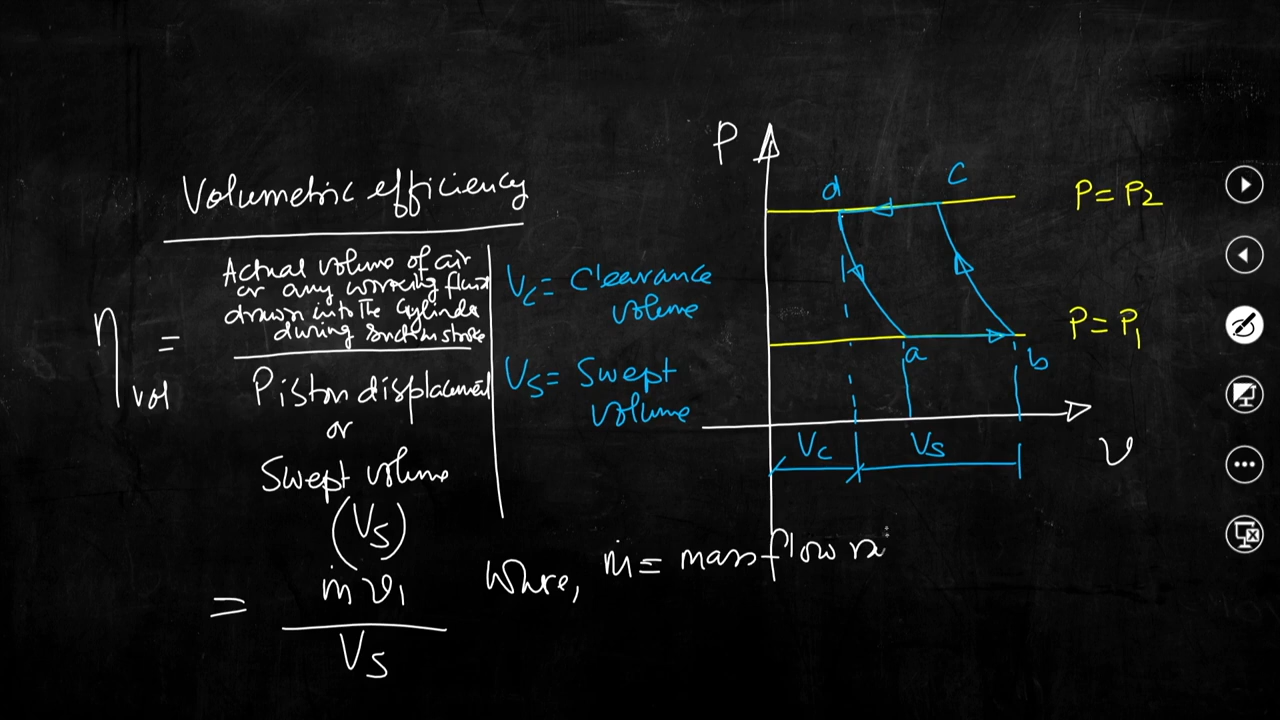 Volumetric efficiency
Actual volume of air
or any working fluid
drawn into the cylinder
during suction stroke
η vol =
Piston displacement
or
Swept volume
(Vs)
= ṁ v1
Vs
Vc = Clearance
volume
Vs = Swept
volume
where, ṁ = mass flow ra
P
d
c
P = P2
P = P1
a
b
Vc
Vs
v